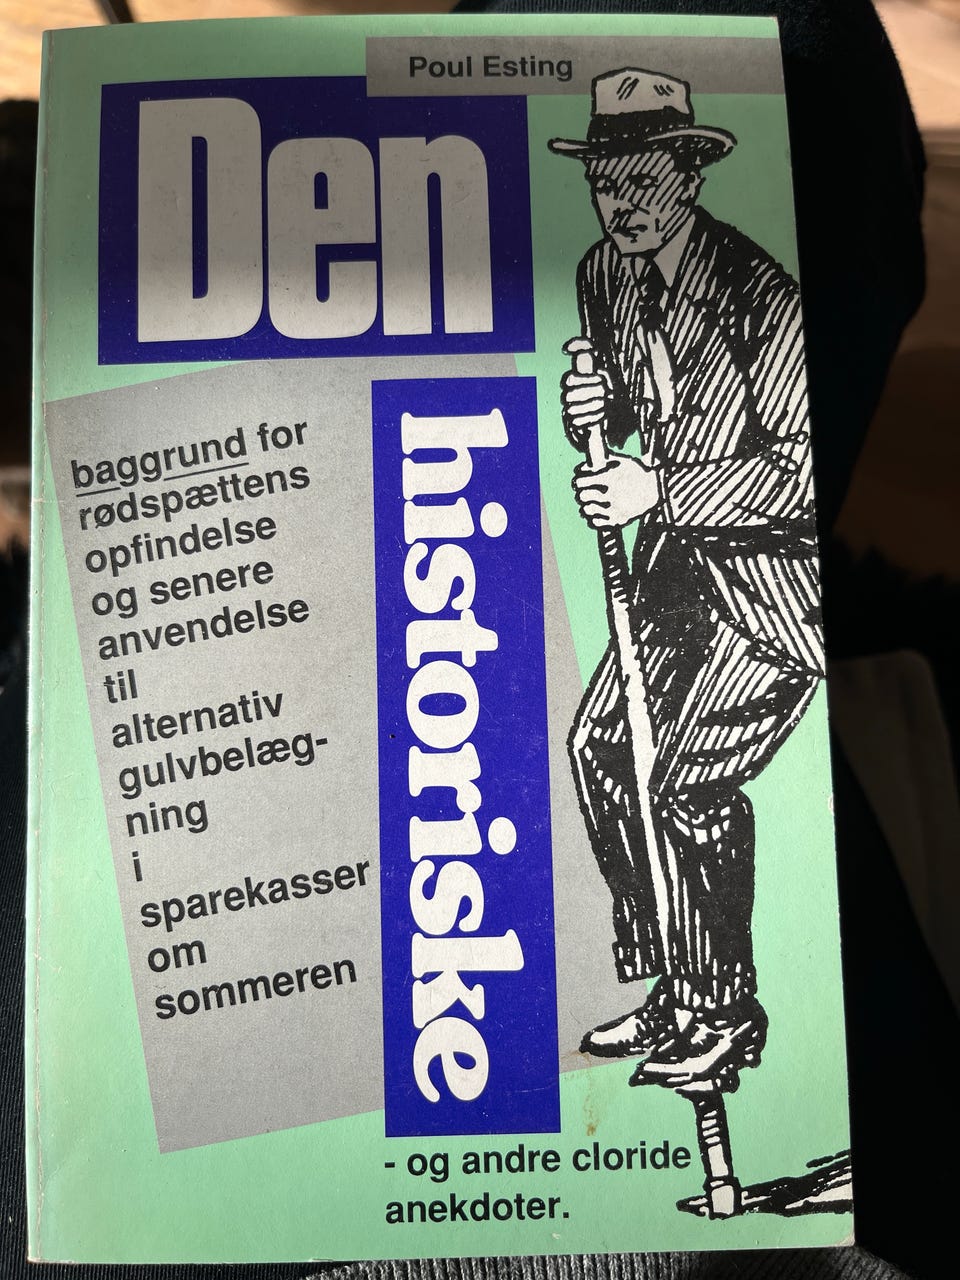 Poul Esting
Den
historiske
baggrund for
rødspættens
opfindelse
og senere
anvendelse
til
alternativ
gulvbelæg-
ning
i
sparekasser
om
sommeren
- og andre cloride
anekdoter.